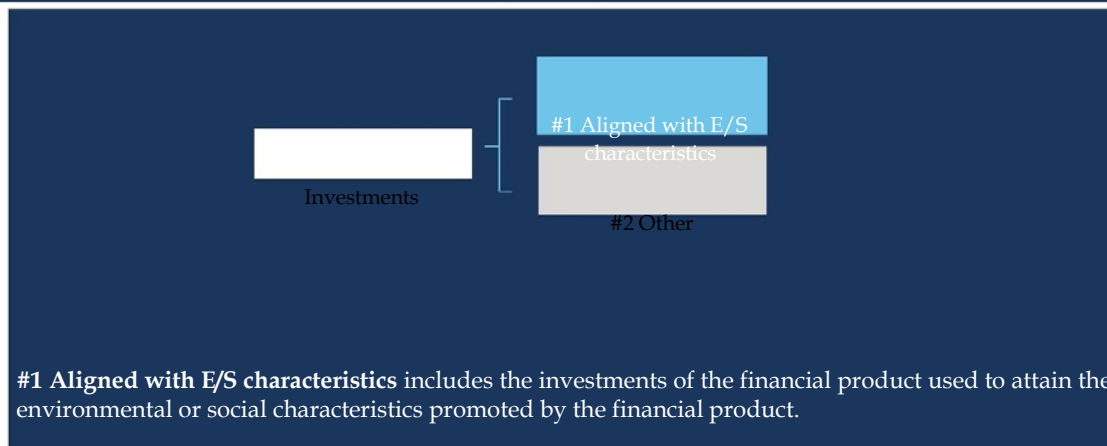 #1 Aligned with E/S
characteristics
Investments
#2 Other
#1 Aligned with E/S characteristics includes the investments of the financial product used to attain the
environmental or social characteristics promoted by the financial product.